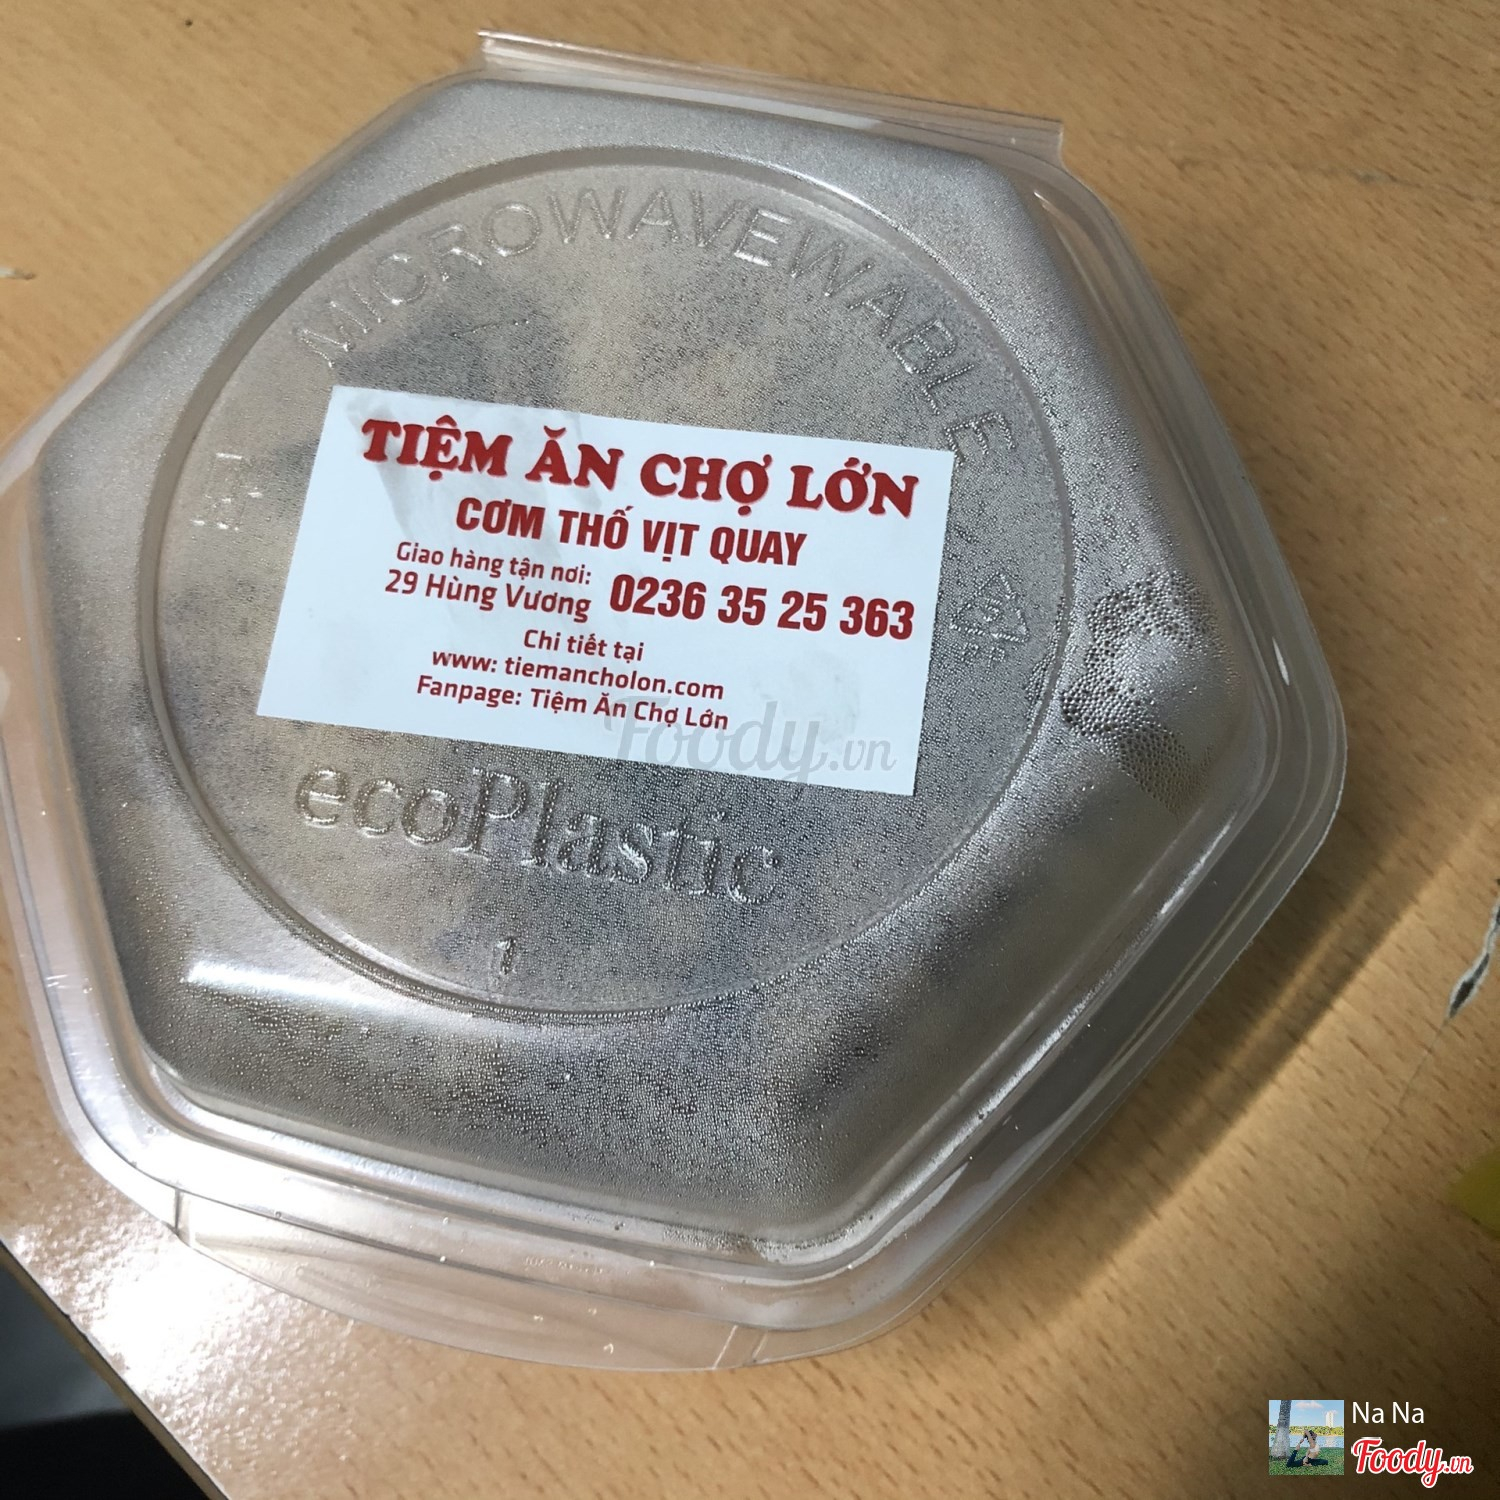 MICROWAVEWABLE
TIỆM ĂN CHỢ LỚN
CƠM THỐ VỊT QUAY
Giao hàng tận nơi:
29 Hùng Vương 0236 35 25 363
Chi tiết tại
www: tiemancholon.com
Fanpage: Tiệm Ăn Chợ Lớn
Foody.vn
ecoPlastic
1
Na Na
Foody.vn